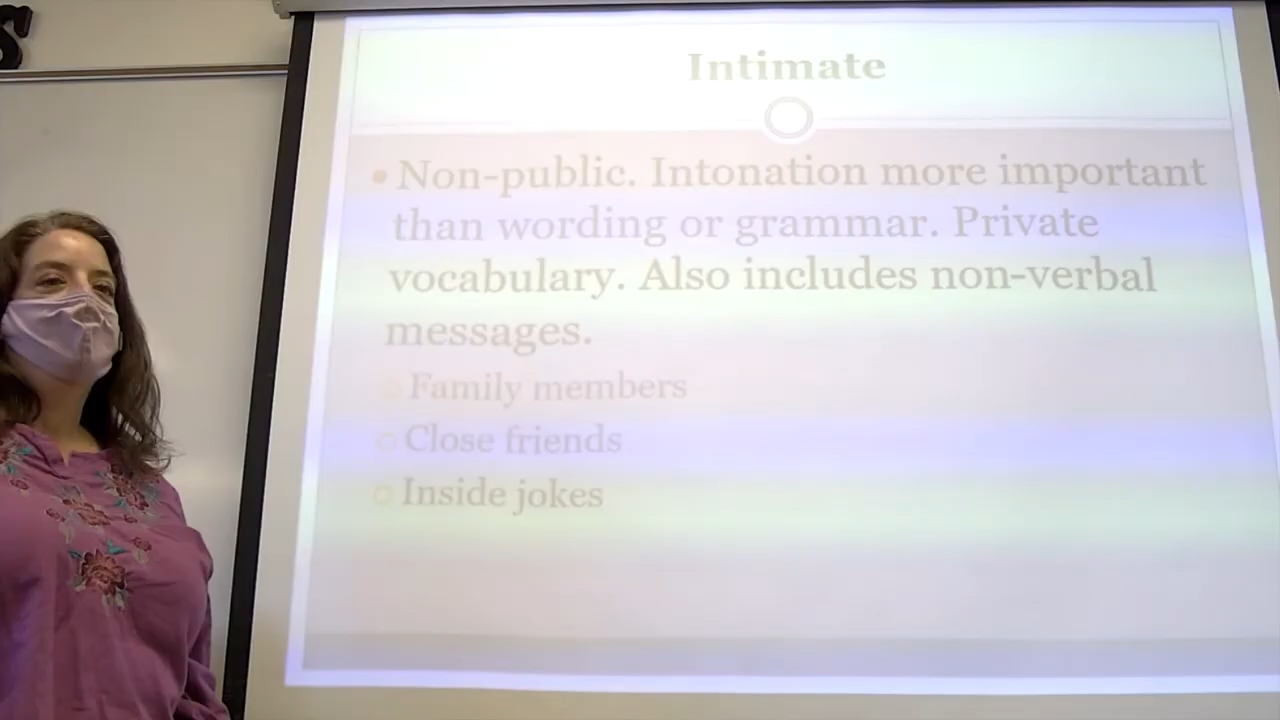 Intimate
Non-public. Intonation more important
than wording or grammar. Private
vocabulary. Also includes non-verbal
messages.
Family members
Close friends
Inside jokes